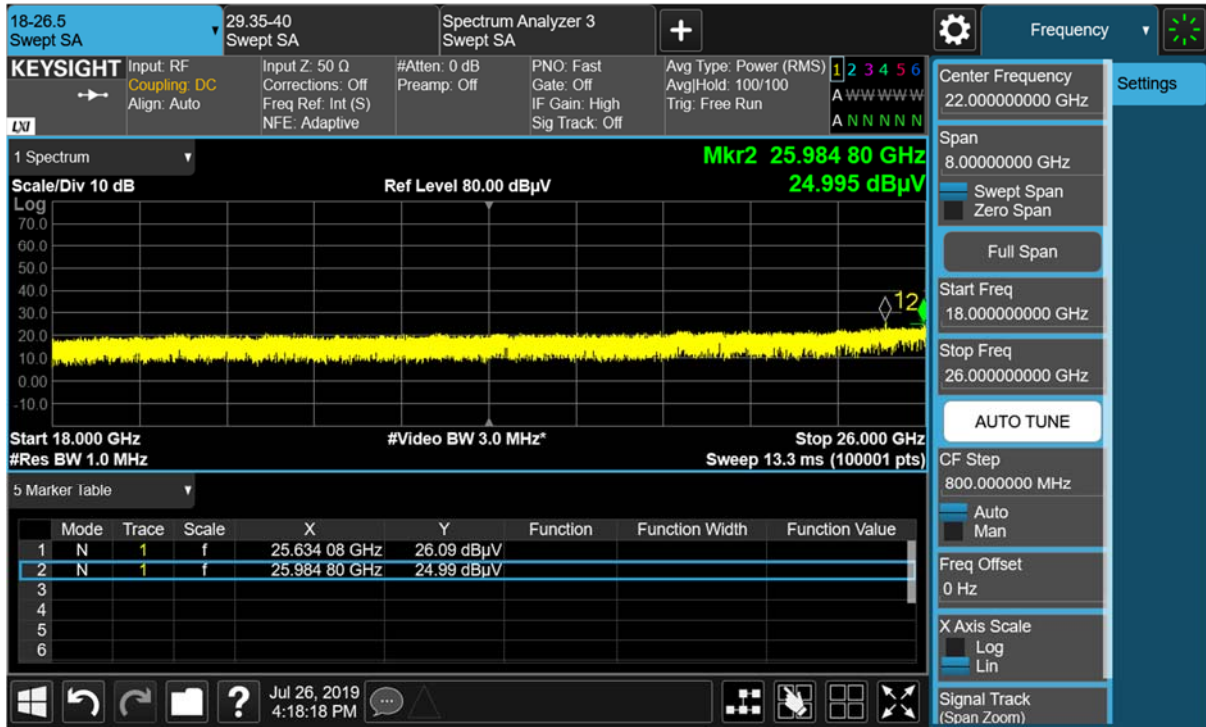 18-26.5
Swept SA
29.35-40
Swept SA
Spectrum Analyzer 3
Swept SA
Frequency
KEYSIGHT
LXI
Input: RF
Coupling: DC
Align: Auto
Input Z: 50 Ω
Corrections: Off
Freq Ref: Int (S)
NFE: Adaptive
#Atten: 0 dB
Preamp: Off
PNO: Fast
Gate: Off
IF Gain: High
Sig Track: Off
Avg Type: Power (RMS)
Avg|Hold: 100/100
Trig: Free Run
1 2 3 4 5 6
A W W W W W
A N N N N N
1 Spectrum
Mkr2 25.984 80 GHz
24.995 dBµV
Scale/Div 10 dB
Ref Level 80.00 dBµV
Log
70.0
60.0
50.0
40.0
30.0
20.0
10.0
0.00
-10.0
1 2
Start 18.000 GHz
#Video BW 3.0 MHz*
Stop 26.000 GHz
#Res BW 1.0 MHz
Sweep 13.3 ms (100001 pts)
5 Marker Table
Mode Trace Scale X Y Function Function Width Function Value
1 N 1 f 25.634 08 GHz 26.09 dBµV
2 N 1 f 25.984 80 GHz 24.99 dBµV
3
4
5
6
?
Jul 26, 2019
4:18:18 PM
Settings
Center Frequency
22.000000000 GHz
Span
8.00000000 GHz
Swept Span
Zero Span
Full Span
Start Freq
18.000000000 GHz
Stop Freq
26.000000000 GHz
AUTO TUNE
CF Step
800.000000 MHz
Auto
Man
Freq Offset
0 Hz
X Axis Scale
Log
Lin
Signal Track
(Span Zoom)